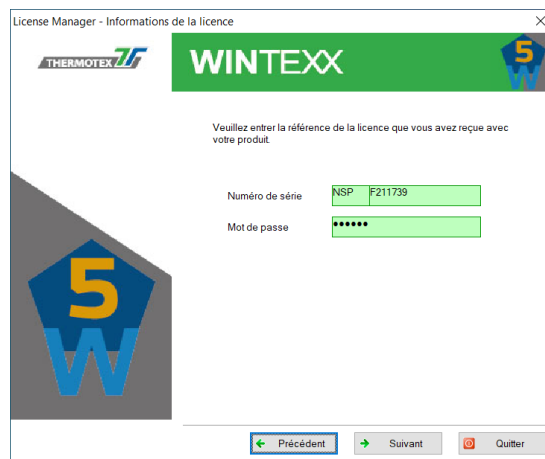 License Manager - Informations de la licence
THERMOTEX
WINTEXX
5
W
Veuillez entrer la référence de la licence que vous avez reçue avec
votre produit.
Numéro de série NSP F211739
Mot de passe ••••••
5
W
Précédent Suivant Quitter